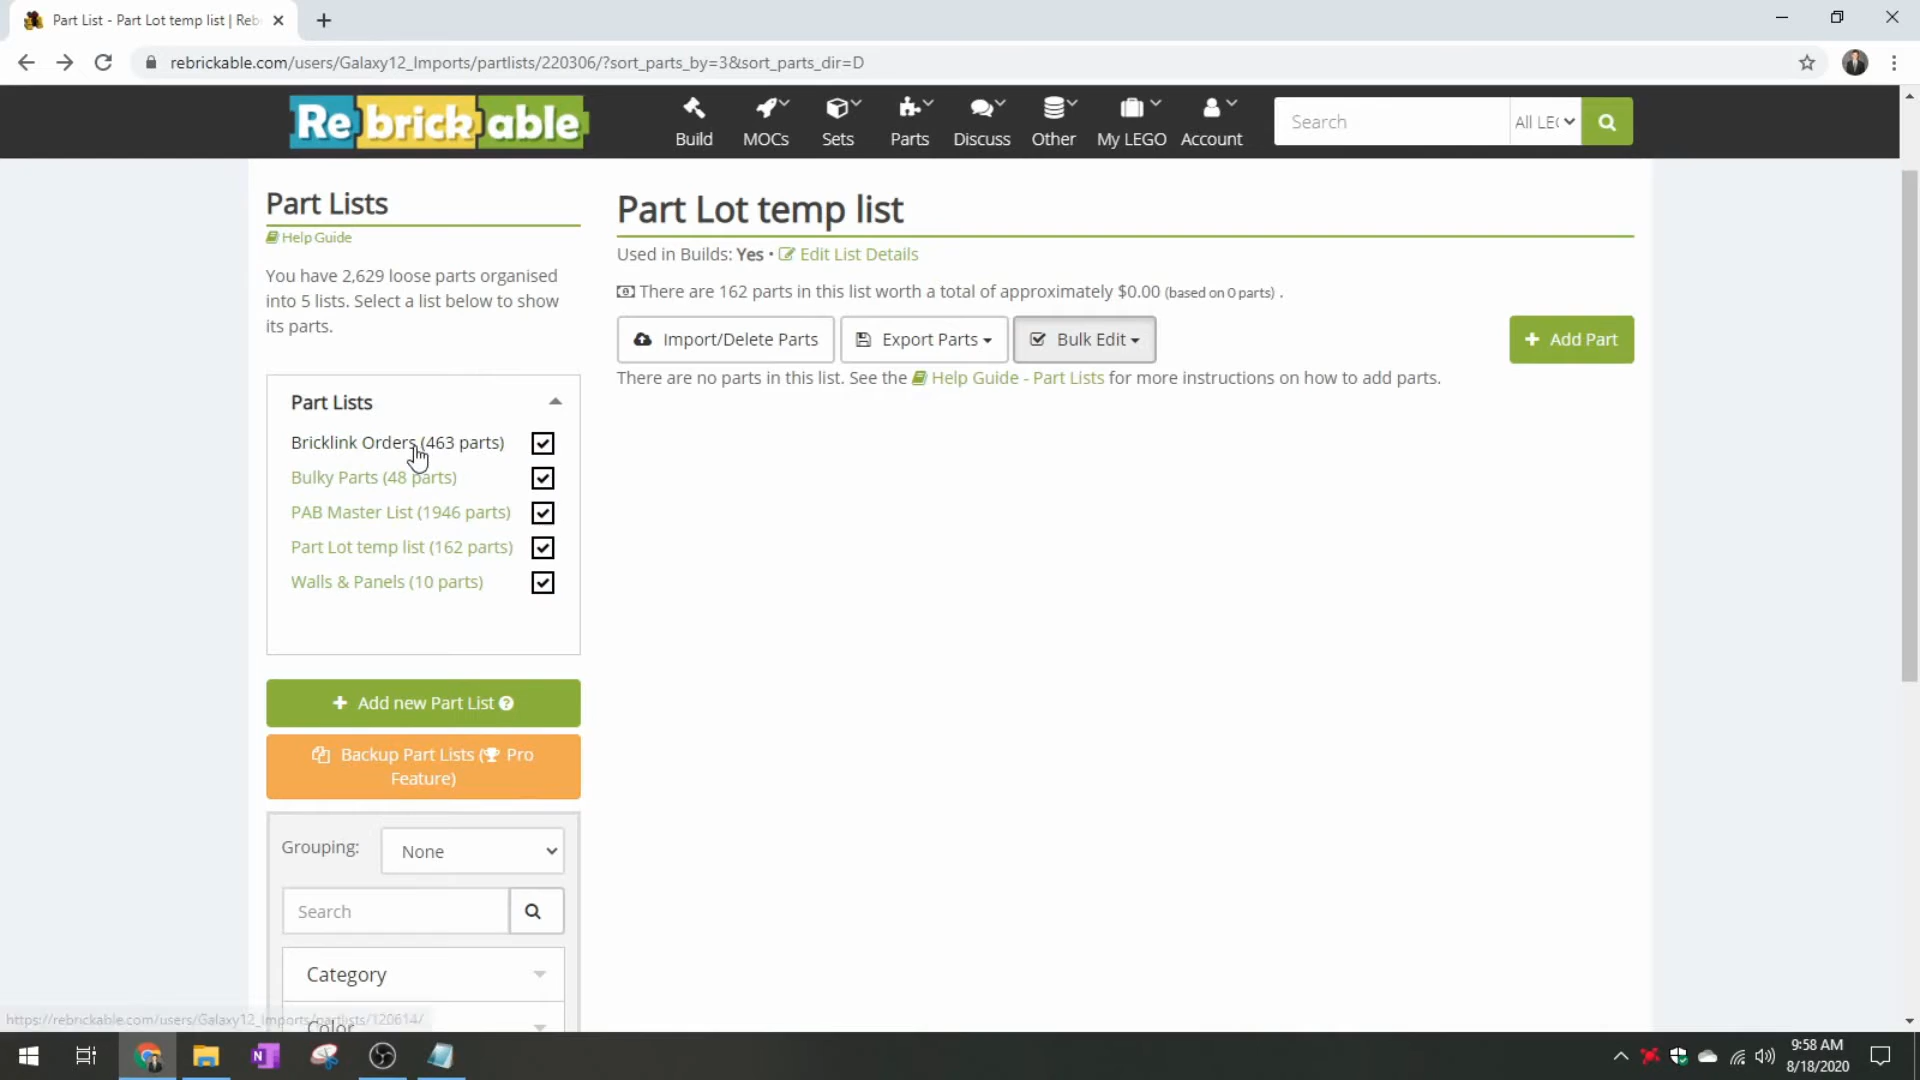 Part List - Part Lot temp list | Reb
rebrickable.com/users/Galaxy12_Imports/partlists/220306/?sort_parts_by=3&sort_parts_dir=D
Rebrickable
Build
MOCs
Sets
Parts
Discuss
Other
My LEGO
Account
Search
All LE
Part Lists
Help Guide
You have 2,629 loose parts organised
into 5 lists. Select a list below to show
its parts.
Part Lists
Bricklink Orders (463 parts)
Bulky Parts (48 parts)
PAB Master List (1946 parts)
Part Lot temp list (162 parts)
Walls & Panels (10 parts)
+ Add new Part List ?
Backup Part Lists ( Pro
Feature)
Grouping:
None
Search
Category
Color
Part Lot temp list
Used in Builds: Yes • Edit List Details
There are 162 parts in this list worth a total of approximately $0.00 (based on 0 parts) .
Import/Delete Parts
Export Parts
Bulk Edit
+ Add Part
There are no parts in this list. See the Help Guide - Part Lists for more instructions on how to add parts.
https://rebrickable.com/users/Galaxy12_Imports/partlists/120614/
9:58 AM
8/18/2020